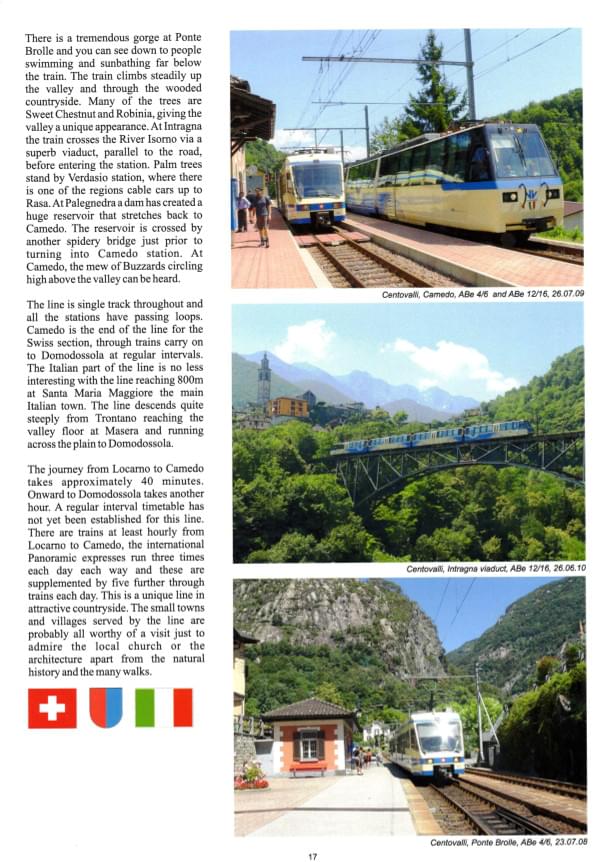 There is a tremendous gorge at Ponte
Brolle and you can see down to people
swimming and sunbathing far below
the train. The train climbs steadily up
the valley and through the wooded
countryside. Many of the trees are
Sweet Chestnut and Robinia, giving the
valley a unique appearance. At Intragna
the train crosses the River Isorno via a
superb viaduct, parallel to the road,
before entering the station. Palm trees
stand by Verdasio station, where there
is one of the regions cable cars up to
Rasa. At Palegnedra a dam has created a
huge reservoir that stretches back to
Camedo. The reservoir is crossed by
another spidery bridge just prior to
turning into Camedo station. At
Camedo, the mew of Buzzards circling
high above the valley can be heard.
The line is single track throughout and
all the stations have passing loops.
Camedo is the end of the line for the
Swiss section, through trains carry on
to Domodossola at regular intervals.
The Italian part of the line is no less
interesting with the line reaching 800m
at Santa Maria Maggiore the main
Italian town. The line descends quite
steeply from Trontano reaching the
valley floor at Masera and running
across the plain to Domodossola.
The journey from Locarno to Camedo
takes approximately 40 minutes.
Onward to Domodossola takes another
hour. A regular interval timetable has
not yet been established for this line.
There are trains at least hourly from
Locarno to Camedo, the international
Panoramic expresses run three times
each day each way and these are
supplemented by five further through
trains each day. This is a unique line in
attractive countryside. The small towns
and villages served by the line are
probably all worthy of a visit just to
admire the local church or the
architecture apart from the natural
history and the many walks.
Centovalli, Camedo, ABe 4/6 and ABe 12/16, 26.07.09
Centovalli, Intragna viaduct, ABe 12/16, 26.06.10
Centovalli, Ponte Brolle, ABe 4/6, 23.07.08
17